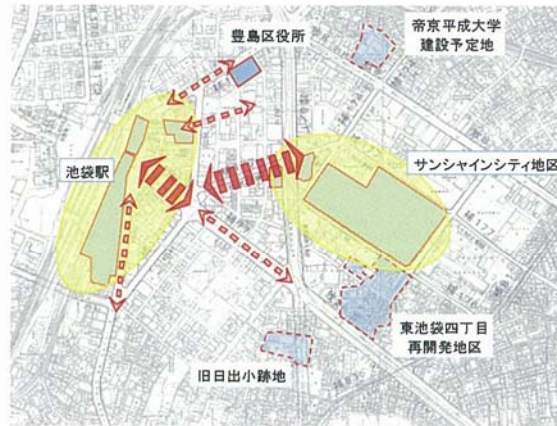 豊島区役所
帝京平成大学
建設予定地
池袋駅
サンシャインシティ地区
東池袋四丁目
再開発地区
旧日出小跡地